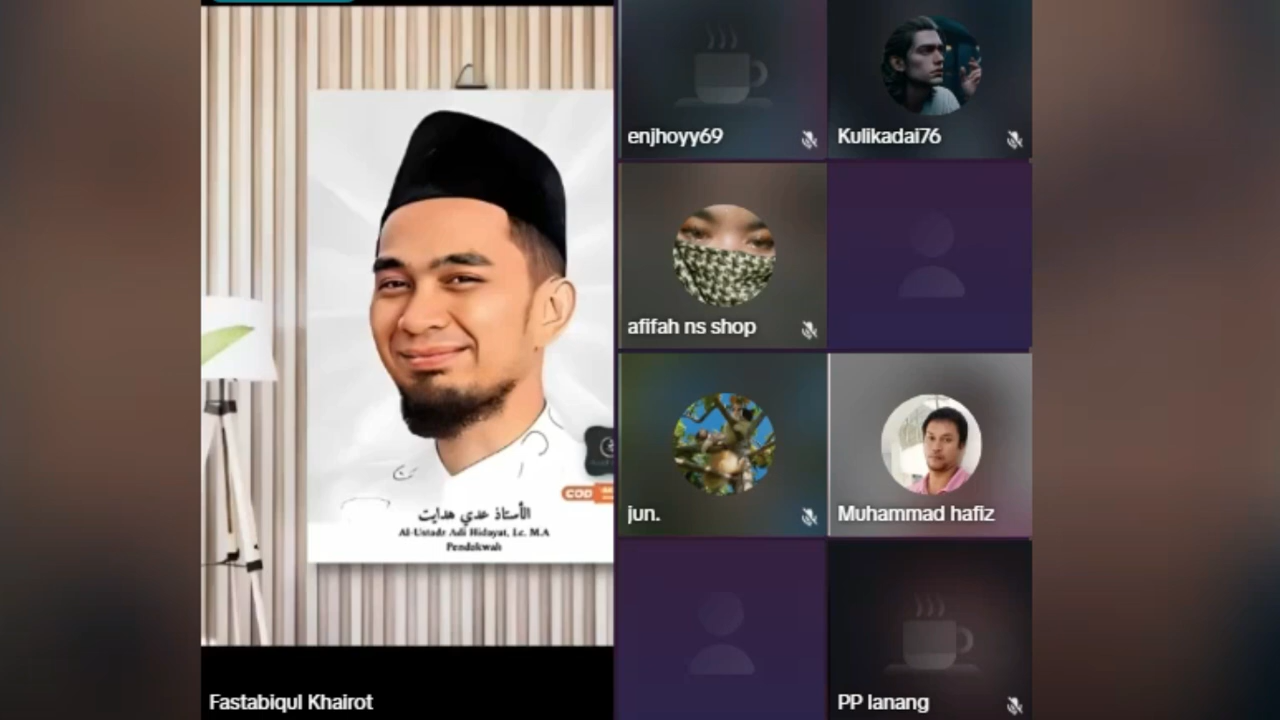 الأستاذ عدي هدايت
Al-Ustadz Adi Hidayat, Lc. M.A
Pendakwah
COD
Fastabiqul Khairot
enjhoyy69
Kulikadai76
afifah ns shop
jun.
Muhammad hafiz
PP lanang